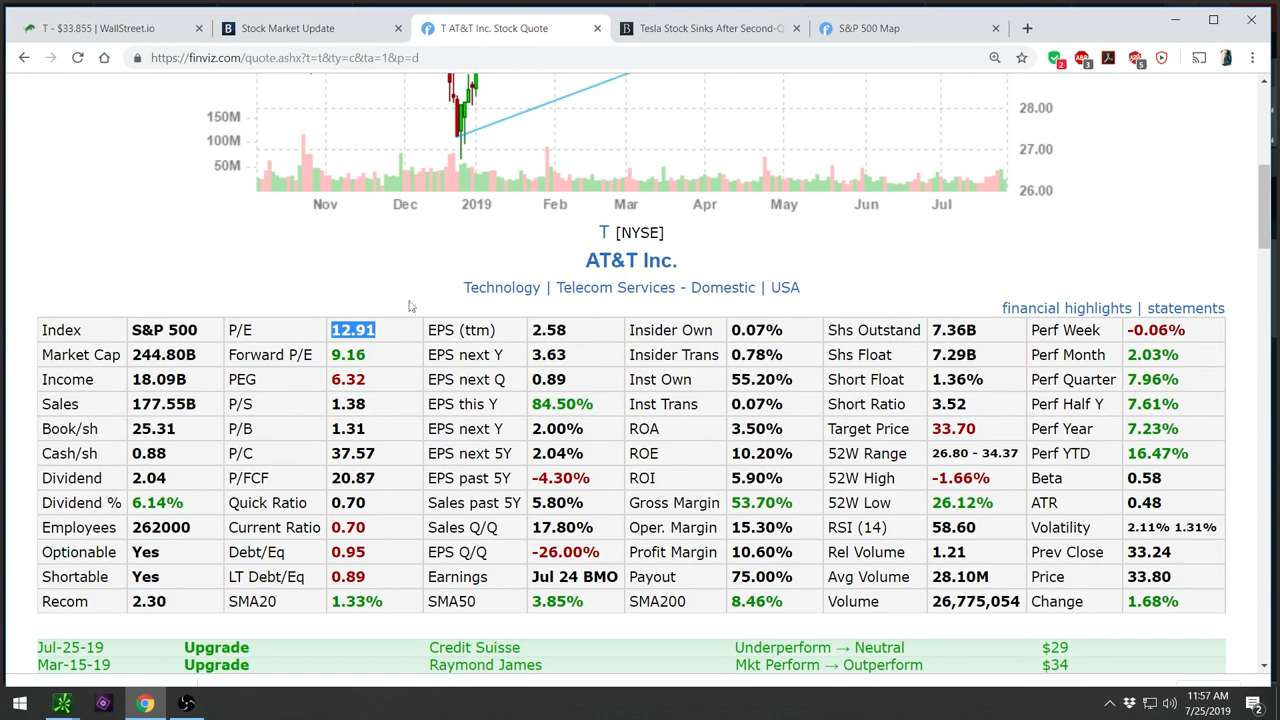 T - $33.855 | WallStreet.io
Stock Market Update
T AT&T Inc. Stock Quote
Tesla Stock Sinks After Second-Q
S&P 500 Map
https://finviz.com/quote.ashx?t=t&ty=e&ta=1&p=d
2
3
5
150M
100M
50M
28.00
27.00
26.00
Nov Dec 2019 Feb Mar Apr May Jun Jul
T [NYSE]
AT&T Inc.
Technology | Telecom Services - Domestic | USA
financial highlights | statements
Index S&P 500 P/E 12.91 EPS (ttm) 2.58 Insider Own 0.07% Shs Outstand 7.36B Perf Week -0.06%
Market Cap 244.80B Forward P/E 9.16 EPS next Y 3.63 Insider Trans 0.78% Shs Float 7.29B Perf Month 2.03%
Income 18.09B PEG 6.32 EPS next Q 0.89 Inst Own 55.20% Short Float 1.36% Perf Quarter 7.96%
Sales 177.55B P/S 1.38 EPS this Y 84.50% Inst Trans 0.07% Short Ratio 3.52 Perf Half Y 7.61%
Book/sh 25.31 P/B 1.31 EPS next Y 2.00% ROA 3.50% Target Price 33.70 Perf Year 7.23%
Cash/sh 0.88 P/C 37.57 EPS next 5Y 2.04% ROE 10.20% 52W Range 26.80 - 34.37 Perf YTD 16.47%
Dividend 2.04 P/FCF 20.87 EPS past 5Y -4.30% ROI 5.90% 52W High -1.66% Beta 0.58
Dividend % 6.14% Quick Ratio 0.70 Sales past 5Y 5.80% Gross Margin 53.70% 52W Low 26.12% ATR 0.48
Employees 262000 Current Ratio 0.70 Sales Q/Q 17.80% Oper. Margin 15.30% RSI (14) 58.60 Volatility 2.11% 1.31%
Optionable Yes Debt/Eq 0.95 EPS Q/Q -26.00% Profit Margin 10.60% Rel Volume 1.21 Prev Close 33.24
Shortable Yes LT Debt/Eq 0.89 Earnings Jul 24 BMO Payout 75.00% Avg Volume 28.10M Price 33.80
Recom 2.30 SMA20 1.33% SMA50 3.85% SMA200 8.46% Volume 26,775,054 Change 1.68%
Jul-25-19 Upgrade Credit Suisse Underperform → Neutral $29
Mar-15-19 Upgrade Raymond James Mkt Perform → Outperform $34
11:57 AM
7/25/2019
2